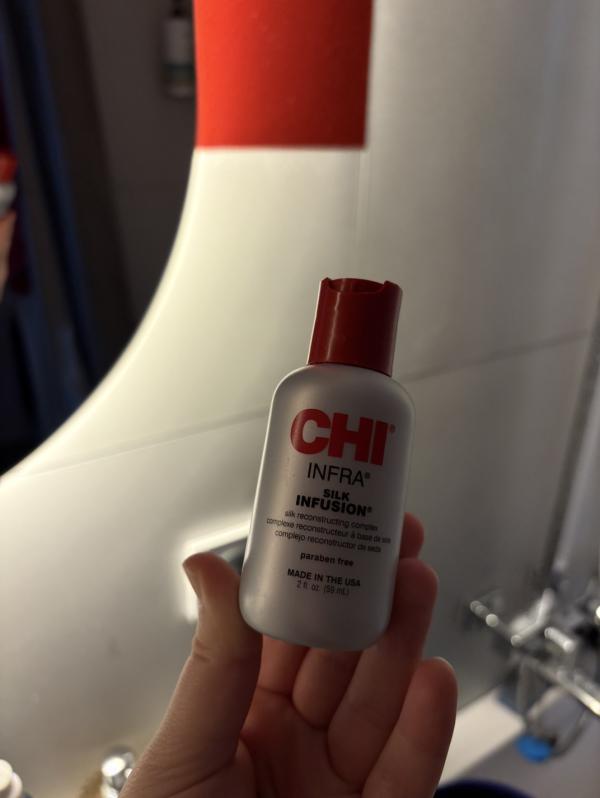 CHI®
INFRA®
SILK
INFUSION®
silk reconstructing complex
complexe reconstructeur à base de soie
complejo reconstructor de seda
paraben free
MADE IN THE USA
2 fl. oz. (59 mL)